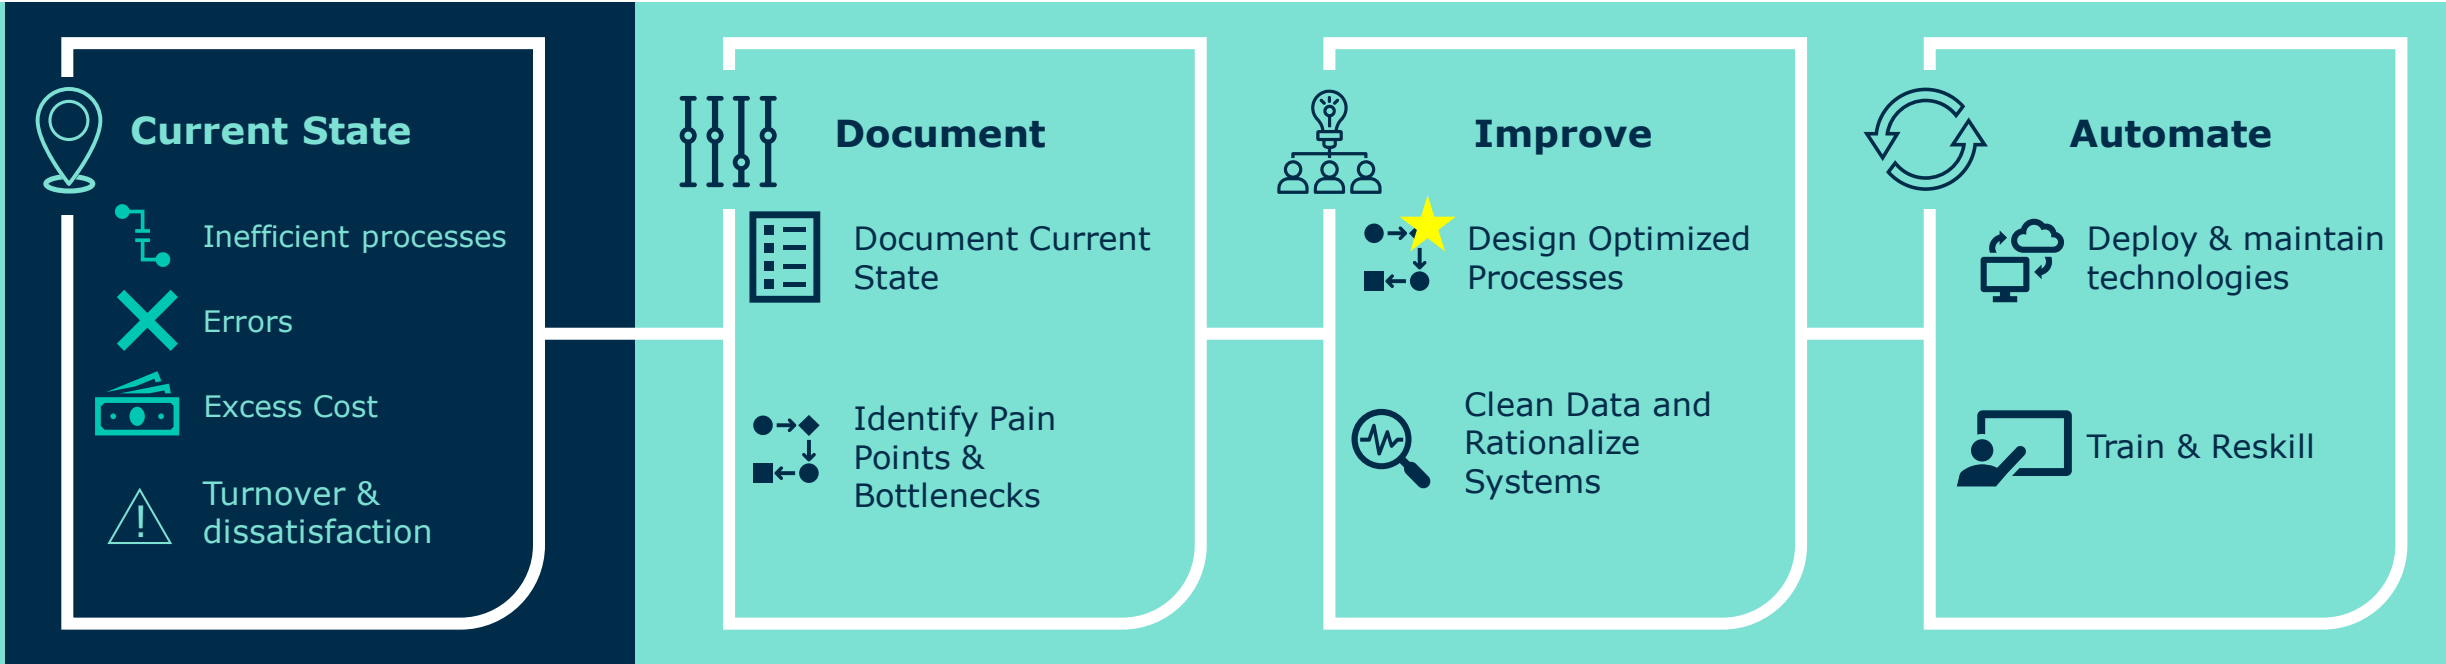 Current State
Inefficient processes
Errors
Excess Cost
Turnover &
dissatisfaction
Document
Document Current
State
Identify Pain
Points &
Bottlenecks
Improve
Design Optimized
Processes
Clean Data and
Rationalize
Systems
Automate
Deploy & maintain
technologies
Train & Reskill